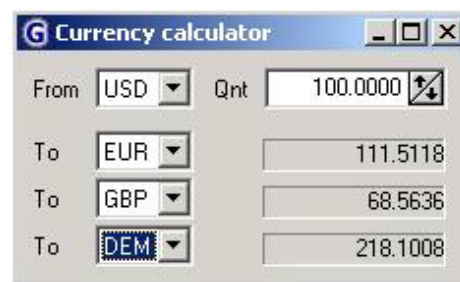 G Currency calculator
From USD Qnt 100.0000
To EUR 111.5118
To GBP 68.5636
To DEM 218.1008